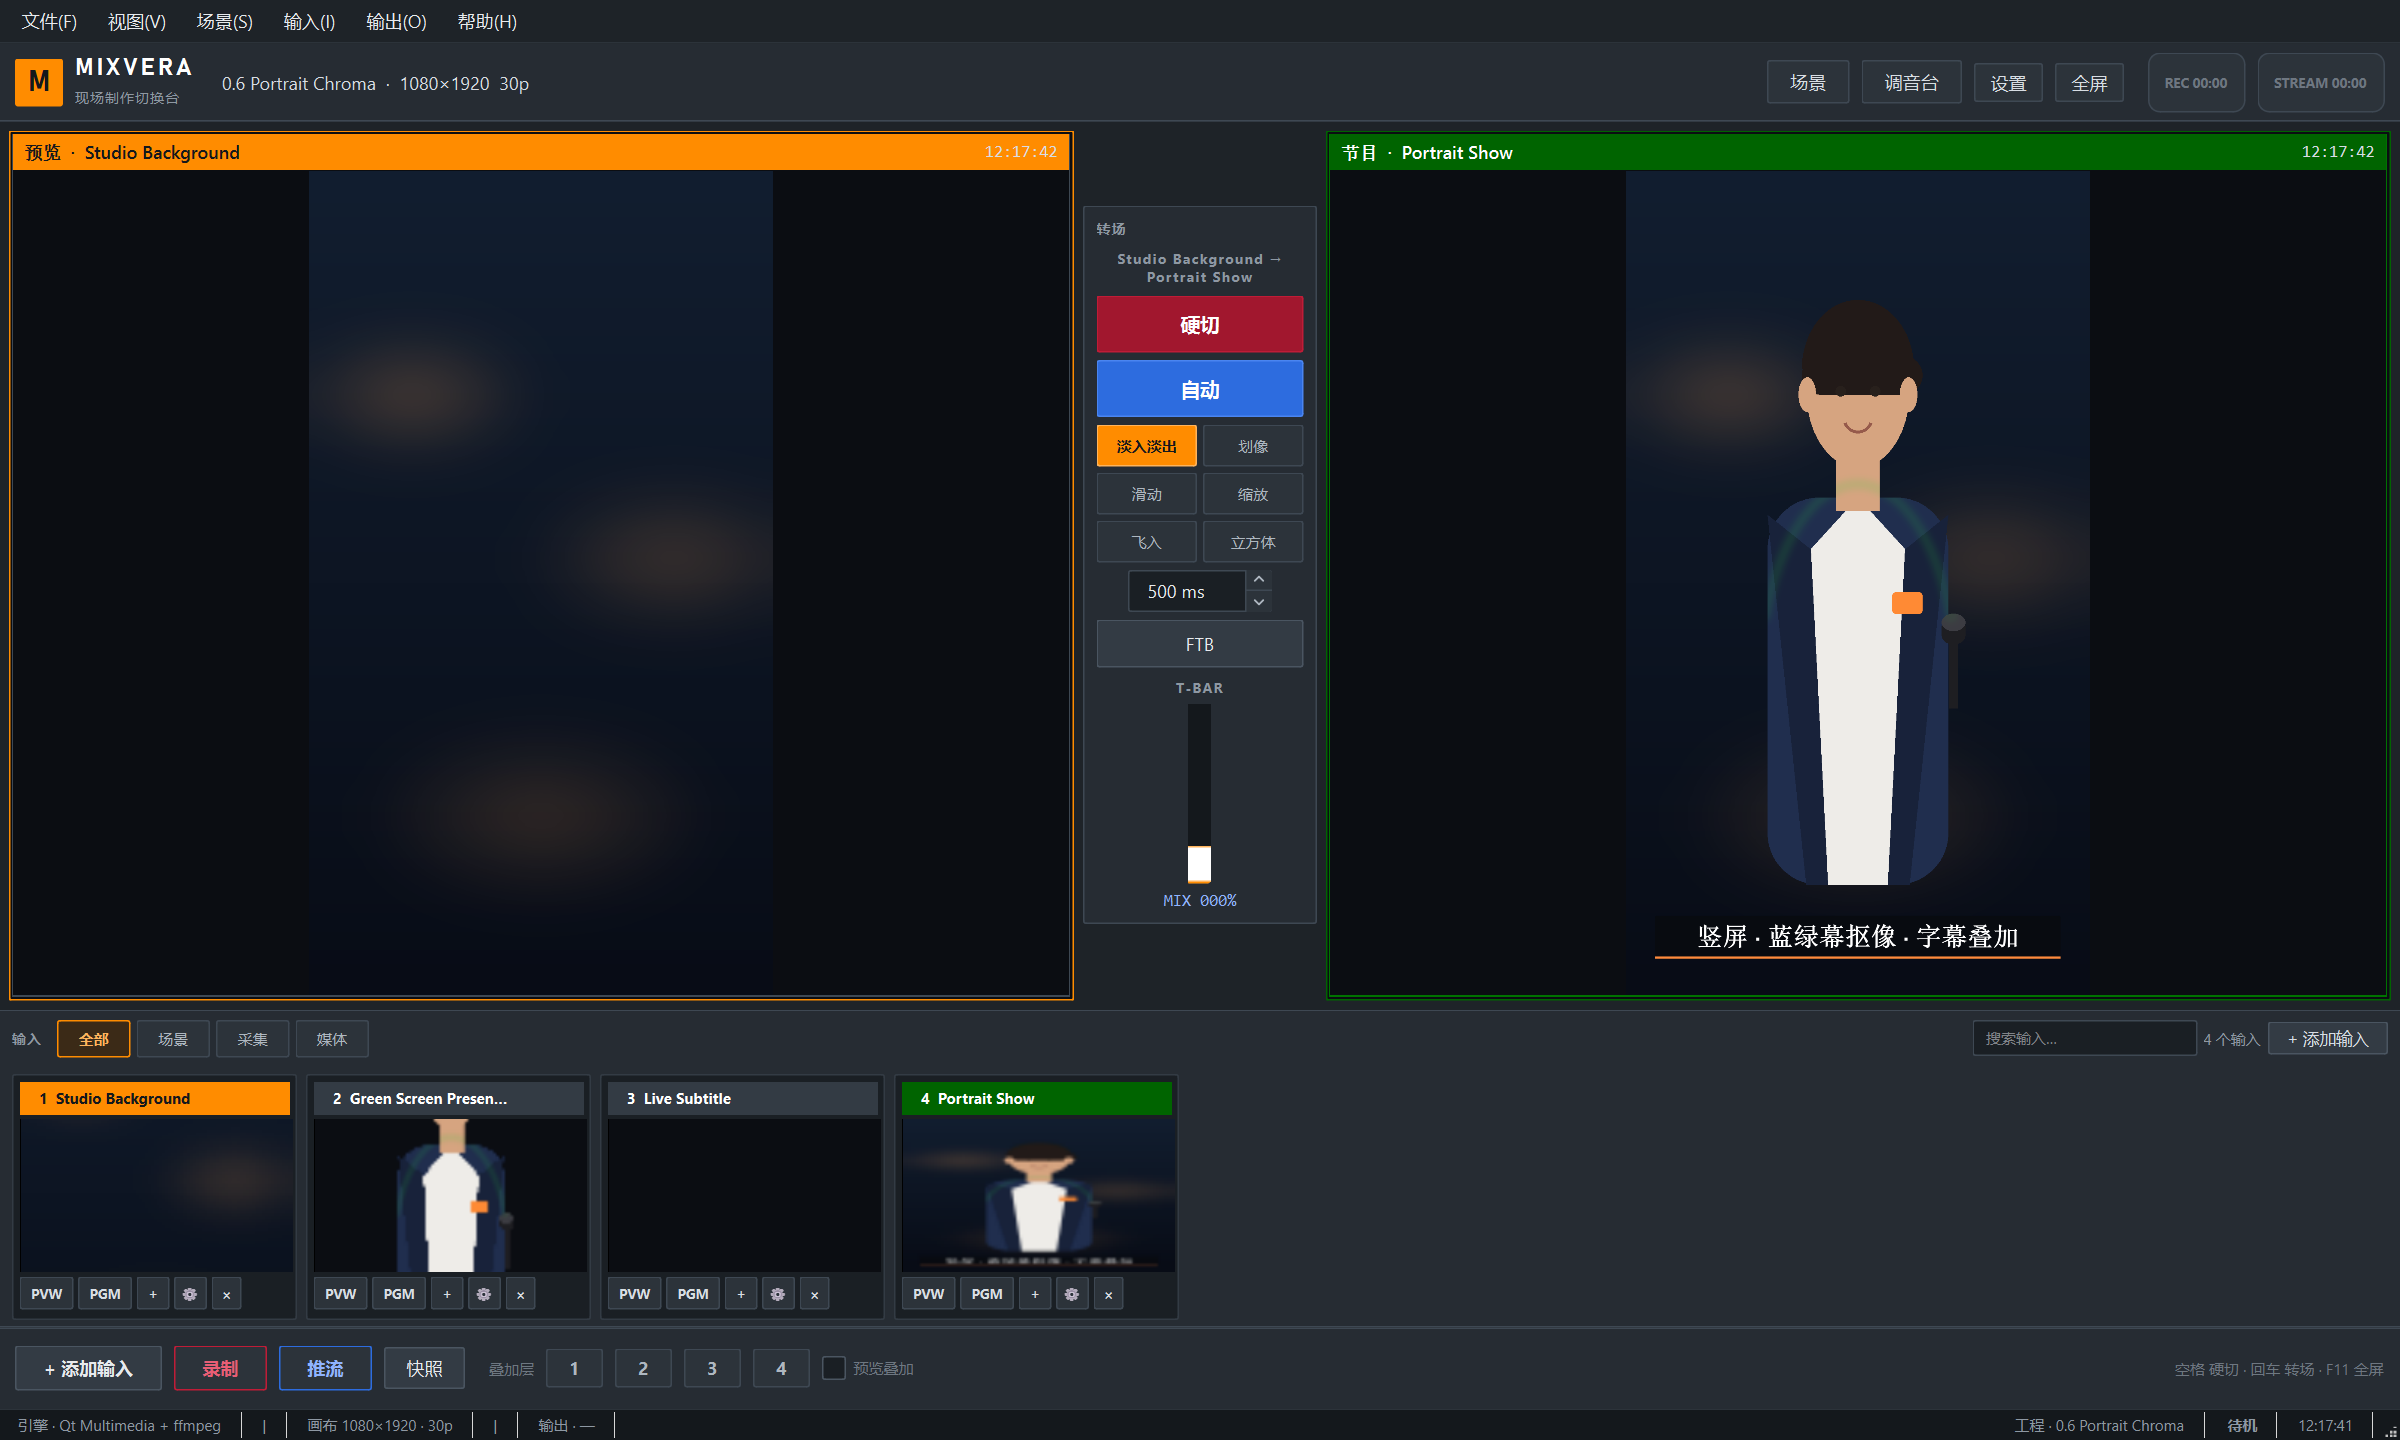 文件(F) 视图(V) 场景(S) 输入(I) 输出(O) 帮助(H)
M
MIXVERA
现场制作切换台
0.6 Portrait Chroma · 1080×1920 30p
场景 调音台 设置 全屏 REC 00:00 STREAM 00:00
预览 · Studio Background 12:17:42
节目 · Portrait Show 12:17:42
转场
Studio Background →
Portrait Show
硬切
自动
淡入淡出 划像
滑动 缩放
飞入 立方体
500 ms
FTB
T-BAR
MIX 000%
竖屏 · 蓝绿幕抠像 · 字幕叠加
输入 全部 场景 采集 媒体 搜索输入... 4 个输入 + 添加输入
1 Studio Background
2 Green Screen Presen...
3 Live Subtitle
4 Portrait Show
PVW PGM + ×
PVW PGM + ×
PVW PGM + ×
PVW PGM + ×
+ 添加输入 录制 推流 快照 叠加层 1 2 3 4 预览叠加 空格 硬切 · 回车 转场 · F11 全屏
引擎 · Qt Multimedia + ffmpeg | 画布 1080×1920 · 30p | 输出 · — 工程 · 0.6 Portrait Chroma 待机 12:17:41